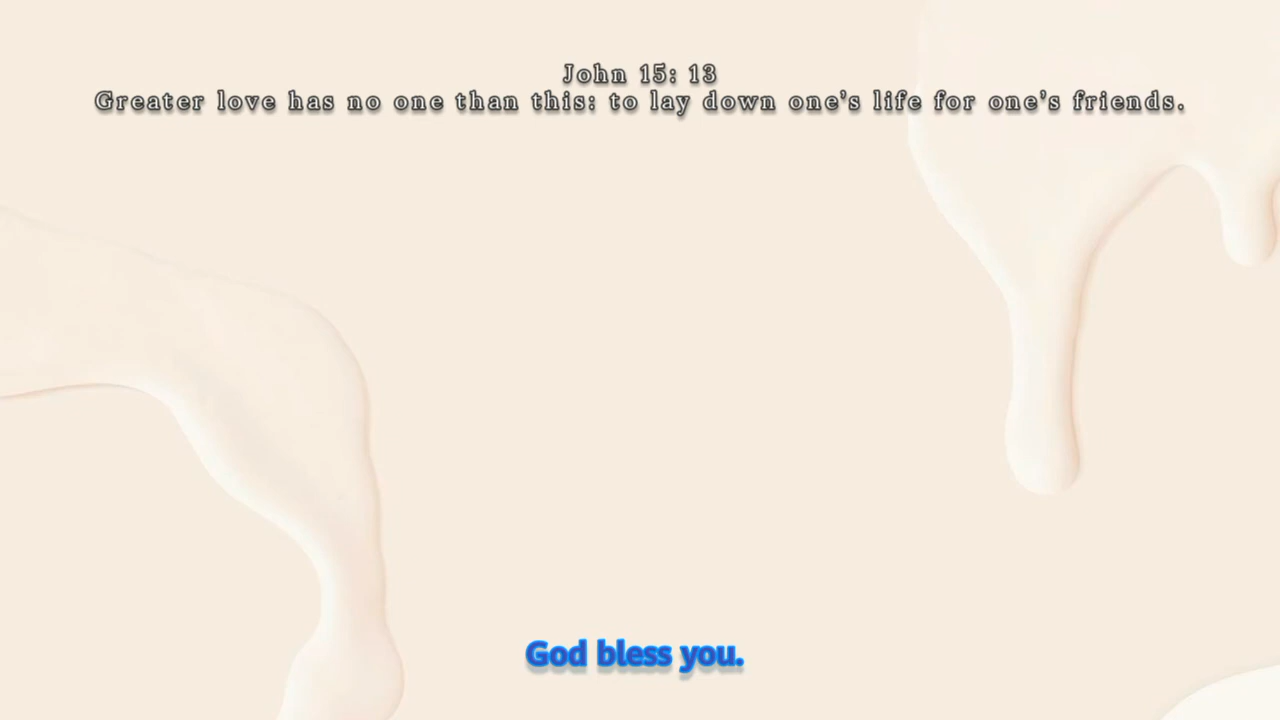 John 15: 13
Greater love has no one than this: to lay down one's life for one's friends.
God bless you.